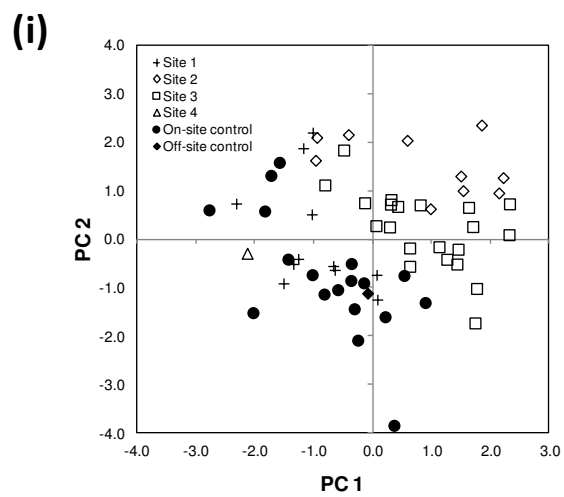 (i)
4.0
3.0
2.0
1.0
0.0
-1.0
-2.0
-3.0
-4.0
PC 2
Site 1
Site 2
Site 3
Site 4
On-site control
Off-site control
-4.0 -3.0 -2.0 -1.0 0.0 1.0 2.0 3.0
PC 1